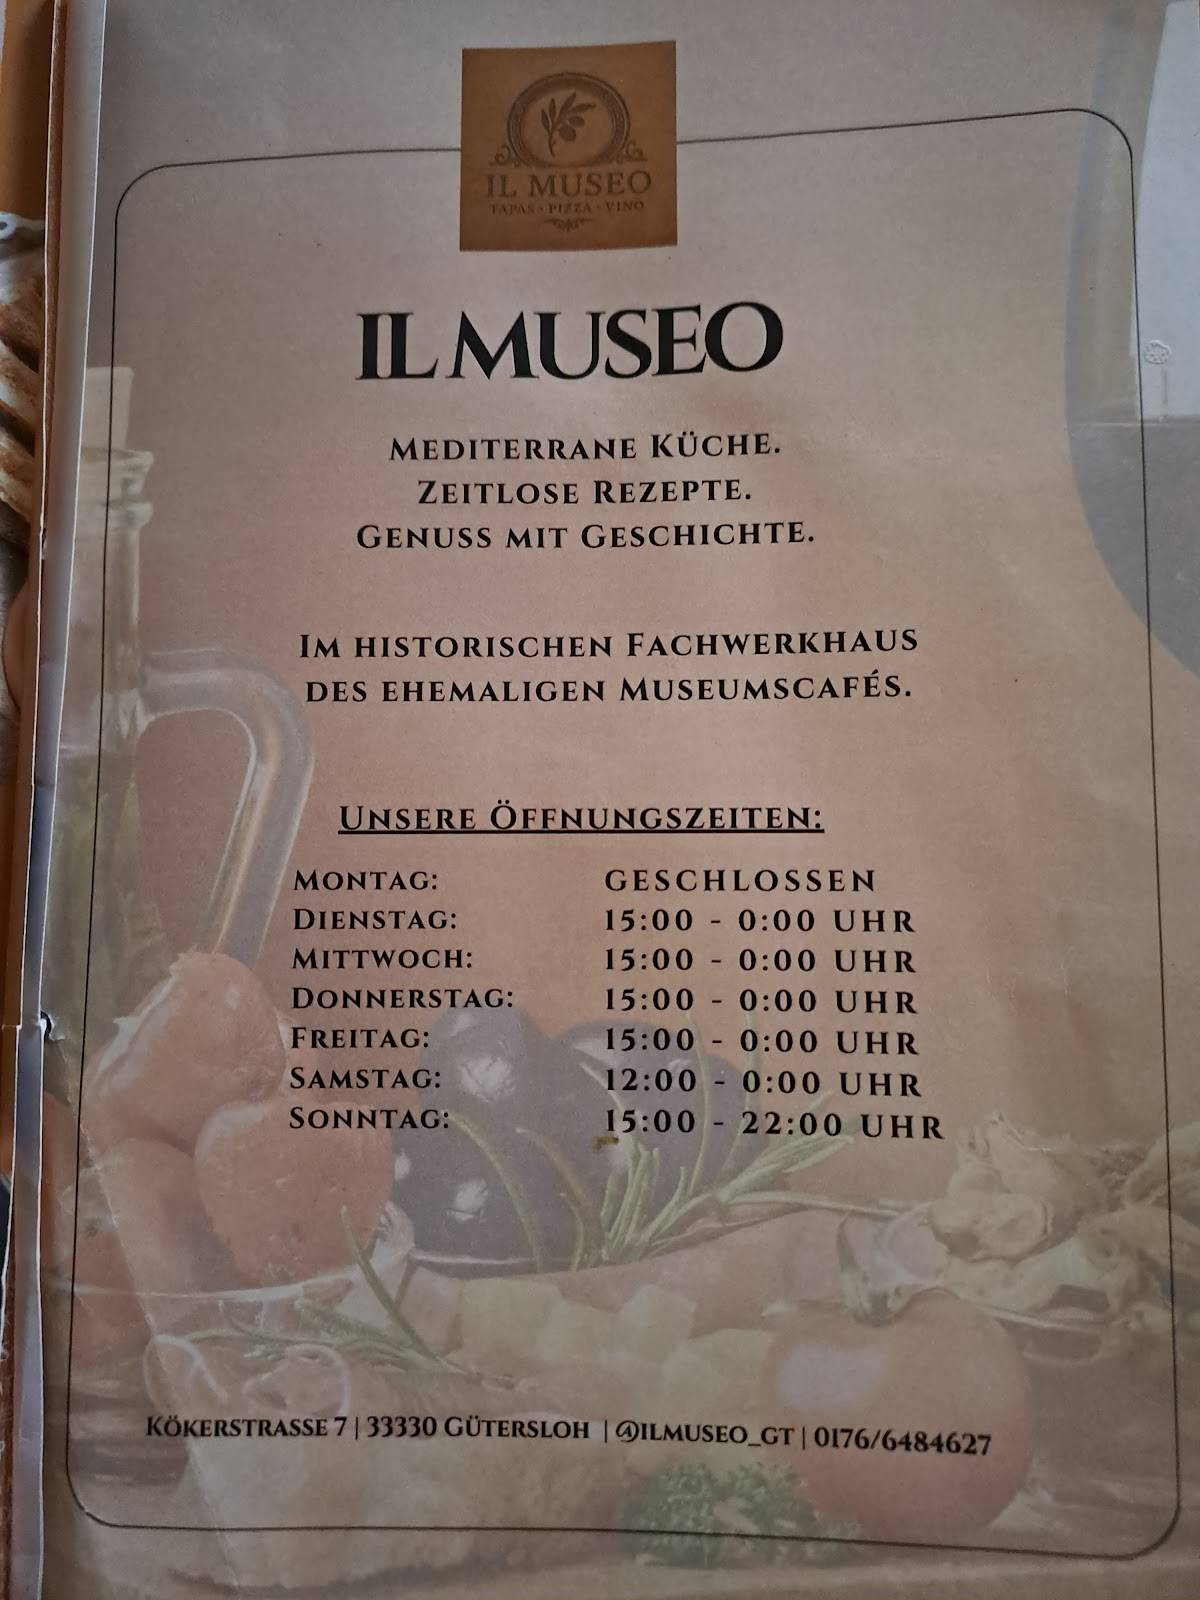 IL MUSEO
TAPAS · PIZZA · VINO
IL MUSEO
Mediterrane Küche.
Zeitlose Rezepte.
Genuss mit Geschichte.
Im historischen Fachwerkhaus
des ehemaligen Museumscafés.
Unsere Öffnungszeiten:
Montag: GESCHLOSSEN
Dienstag: 15:00 - 0:00 UHR
Mittwoch: 15:00 - 0:00 UHR
Donnerstag: 15:00 - 0:00 UHR
Freitag: 15:00 - 0:00 UHR
Samstag: 12:00 - 0:00 UHR
Sonntag: 15:00 - 22:00 UHR
Kökerstrasse 7 | 33330 Gütersloh | @ilmuseo_gt | 0176/6484627